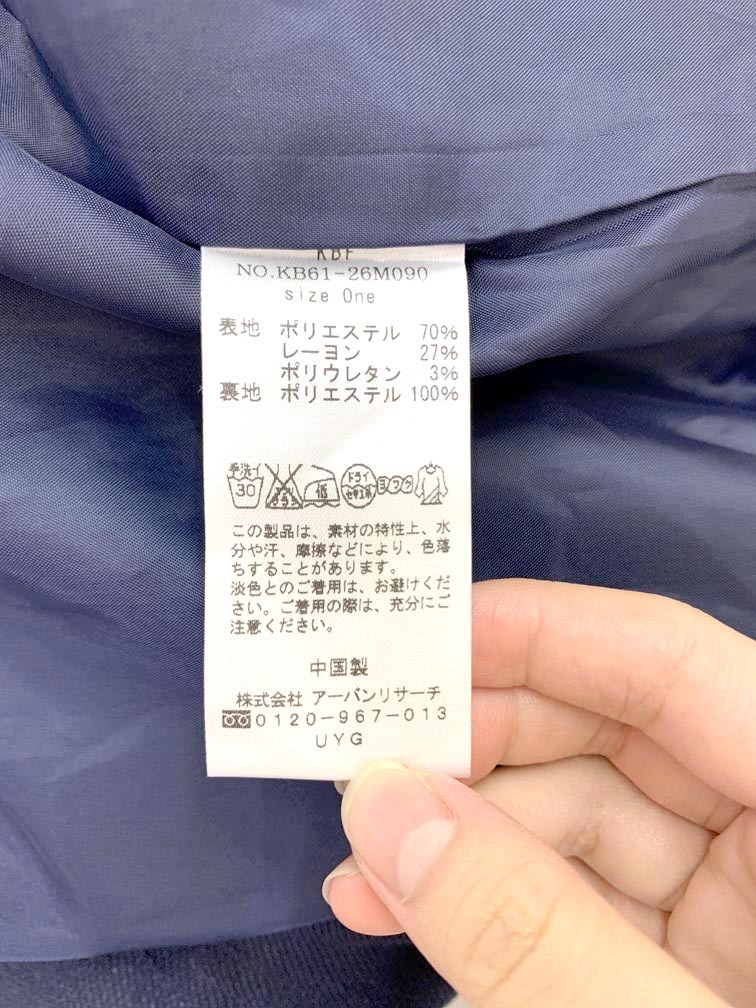 KBF
NO.KB61-26M090
size One
表地 ポリエステル 70%
レーヨン 27%
ポリウレタン 3%
裏地 ポリエステル 100%
手洗イ
30
低
ドライ
セキユ系
ヨワク
この製品は、素材の特性上、水
分や汗、摩擦などにより、色落
ちすることがあります。
淡色とのご着用は、お避けくだ
さい。ご着用の際は、充分にご
注意ください。
中国製
株式会社 アーバンリサーチ
0120-967-013
UYG